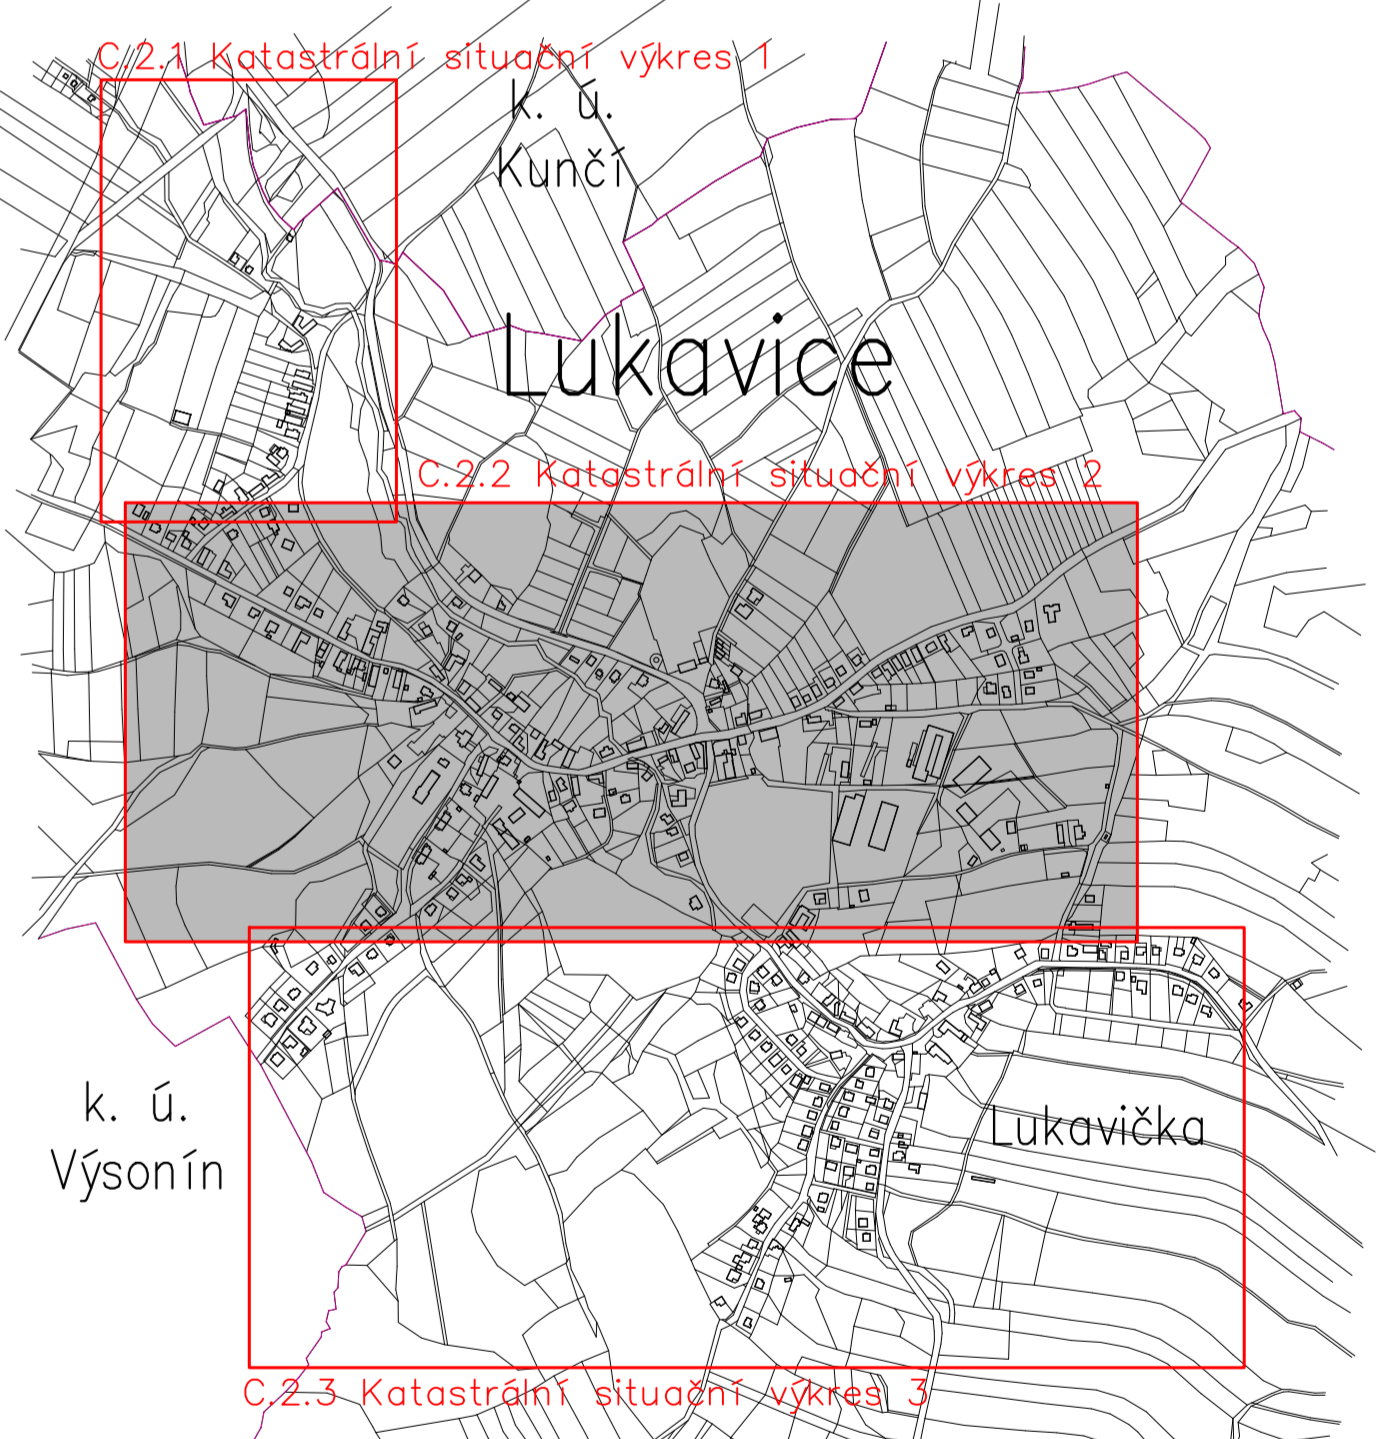 C.2.1 Katastrální situační výkres 1
k. ú.
Kunčí
Lukavice
C.2.2 Katastrální situační výkres 2
k. ú.
Výsonín
Lukavička
C.2.3 Katastrální situační výkres 3